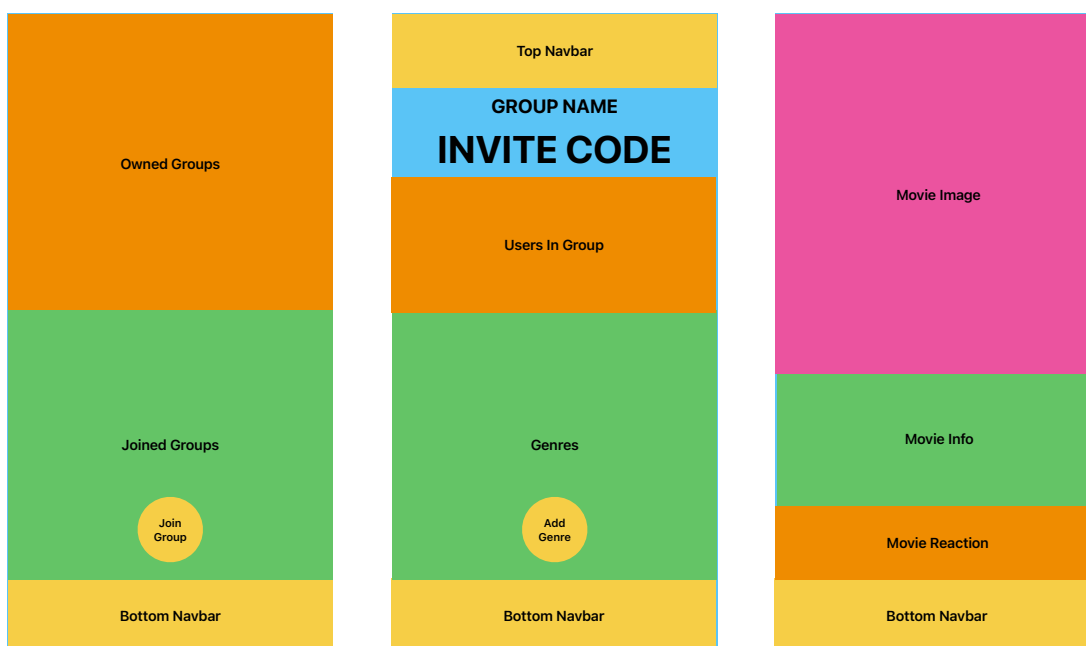 Owned Groups
Joined Groups
Join
Group
Bottom Navbar
Top Navbar
GROUP NAME
INVITE CODE
Users In Group
Genres
Add
Genre
Bottom Navbar
Movie Image
Movie Info
Movie Reaction
Bottom Navbar